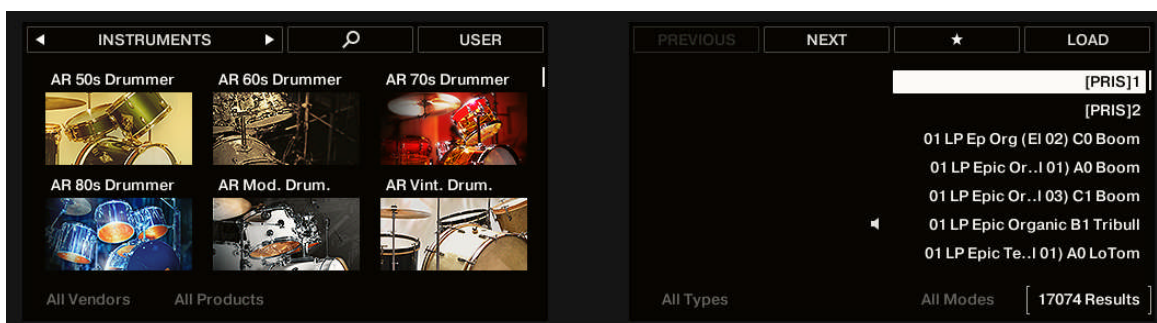 INSTRUMENTS USER
AR 50s Drummer AR 60s Drummer AR 70s Drummer
AR 80s Drummer AR Mod. Drum. AR Vint. Drum.
All Vendors All Products
PREVIOUS NEXT ★ LOAD
[PRIS]1
[PRIS]2
01 LP Ep Org (El 02) C0 Boom
01 LP Epic Or..l 01) A0 Boom
01 LP Epic Or..l 03) C1 Boom
01 LP Epic Organic B1 Tribull
01 LP Epic Te..l 01) A0 LoTom
All Types All Modes 17074 Results